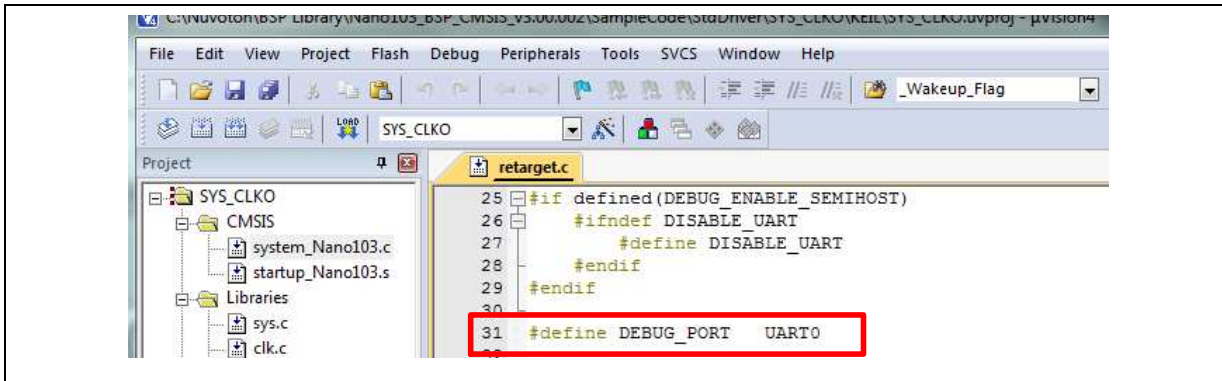 C:\Nuvoton\BSP Library\Nano103_BSP_CMSIS_V3.00.002\SampleCode\StdDriver\SYS_CLKO\KEIL\SYS_CLKO.uvproj - µVision4
File Edit View Project Flash Debug Peripherals Tools SVCS Window Help
_Wakeup_Flag
LOAD SYS_CLKO
Project retarget.c
SYS_CLKO
CMSIS
system_Nano103.c
startup_Nano103.s
Libraries
sys.c
clk.c
25 #if defined(DEBUG_ENABLE_SEMIHOST)
26 #ifndef DISABLE_UART
27 #define DISABLE_UART
28 #endif
29 #endif
30
31 #define DEBUG_PORT UART0